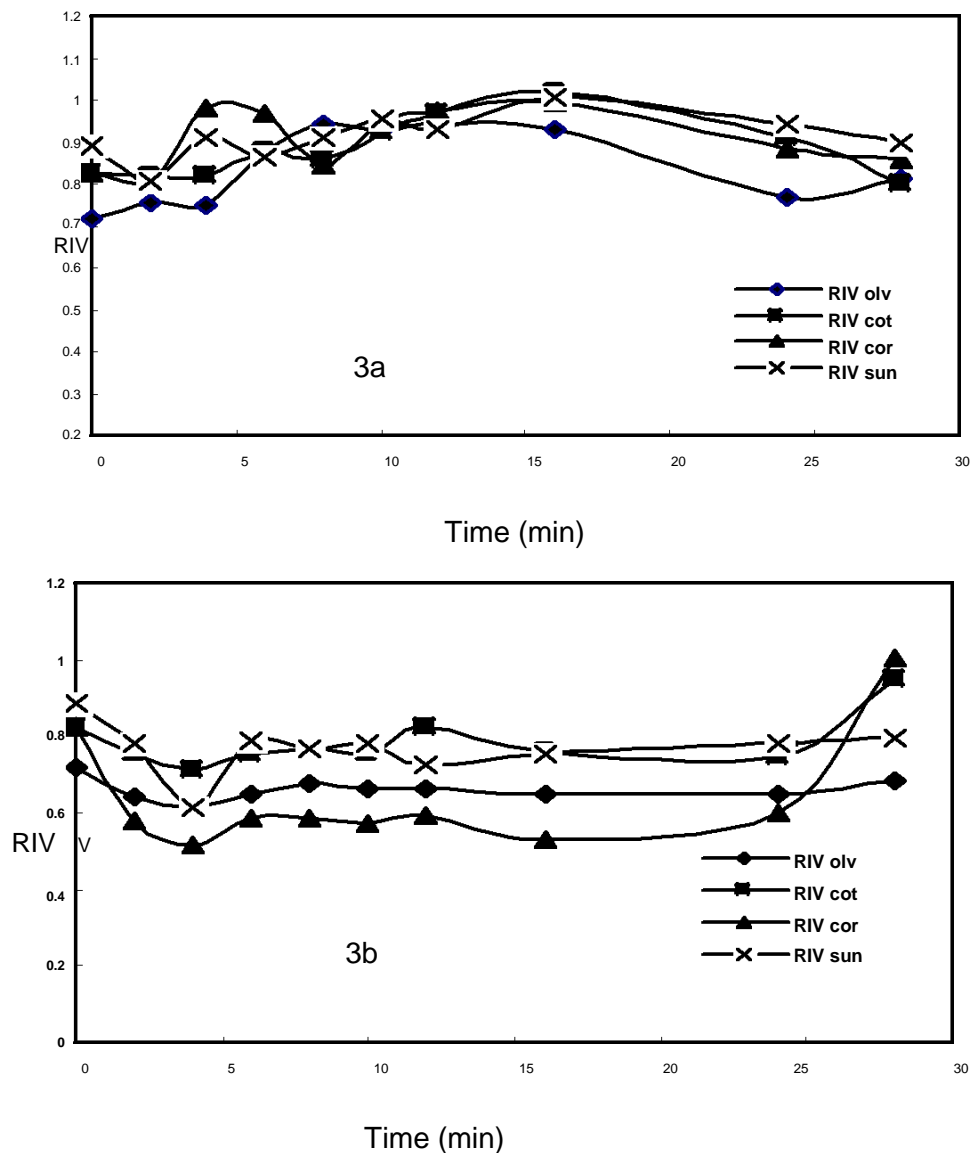 1.2
1.1
1
0.9
0.8
0.7
RIV
0.6
0.5
0.4
0.3
0.2
3a
RIV olv
RIV cot
RIV cor
RIV sun
0 5 10 15 20 25 30
Time (min)
1.2
1
0.8
0.6
RIV V
0.4
0.2
0
3b
RIV olv
RIV cot
RIV cor
RIV sun
0 5 10 15 20 25 30
Time (min)